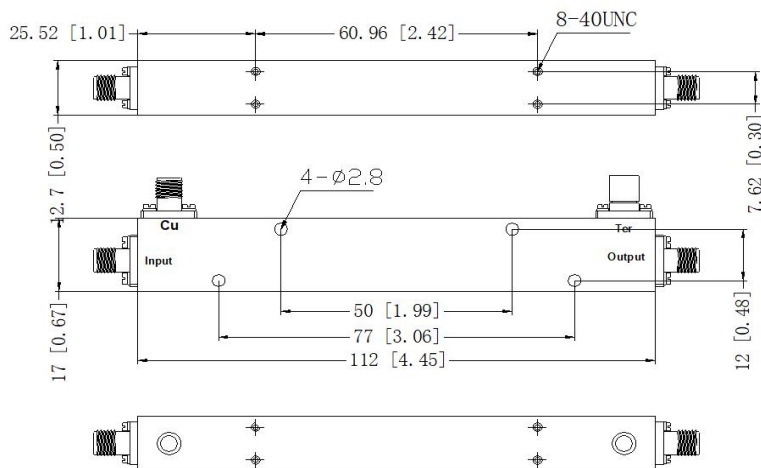 25.52 [1.01]
60.96 [2.42]
8-40UNC
12.7 [0.50]
7.62 [0.30]
4-Ø2.8
Cu
Ter
Input
Output
50 [1.99]
77 [3.06]
112 [4.45]
17 [0.67]
12 [0.48]